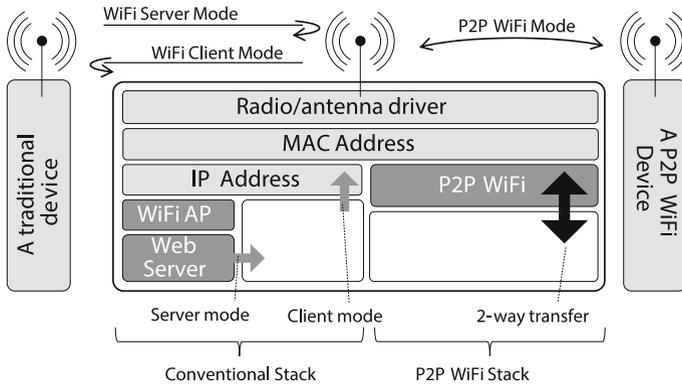 WiFi Server Mode
P2P WiFi Mode
WiFi Client Mode
A traditional
device
Radio/antenna driver
MAC Address
IP Address
P2P WiFi
WiFi AP
Web
Server
A P2P WiFi
Device
Server mode
Client mode
2-way transfer
Conventional Stack
P2P WiFi Stack